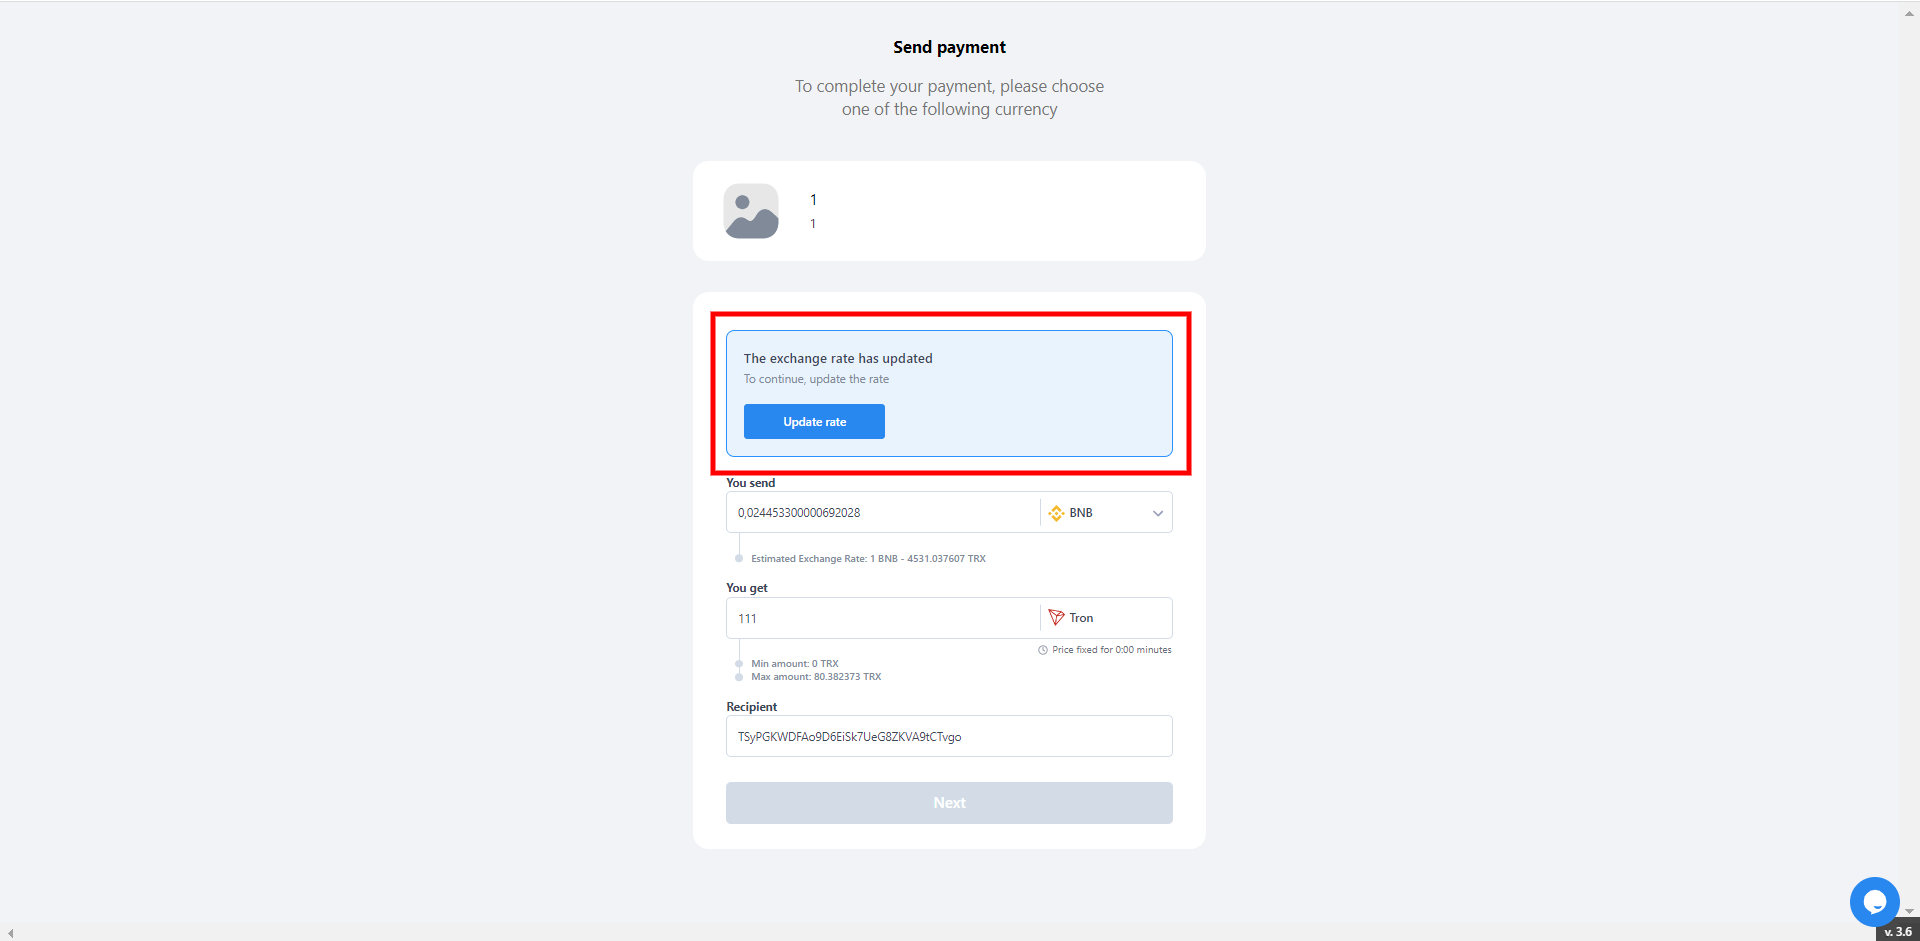 Send payment
To complete your payment, please choose
one of the following currency
1
1
The exchange rate has updated
To continue, update the rate
Update rate
You send
0,024453300000692028
BNB
Estimated Exchange Rate: 1 BNB - 4531.037607 TRX
You get
111
Tron
Price fixed for 0:00 minutes
Min amount: 0 TRX
Max amount: 80.382373 TRX
Recipient
TSyPGKWDFAo9D6EiSk7UeG8ZKVA9tCTvgo
Next
v. 3.6